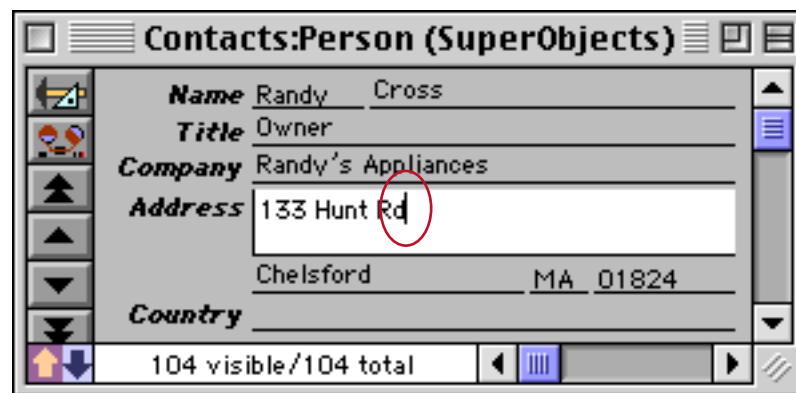 Contacts:Person (SuperObjects)
Name Randy Cross
Title Owner
Company Randy's Appliances
Address 133 Hunt Rd
Chelsford MA 01824
Country
104 visible/104 total